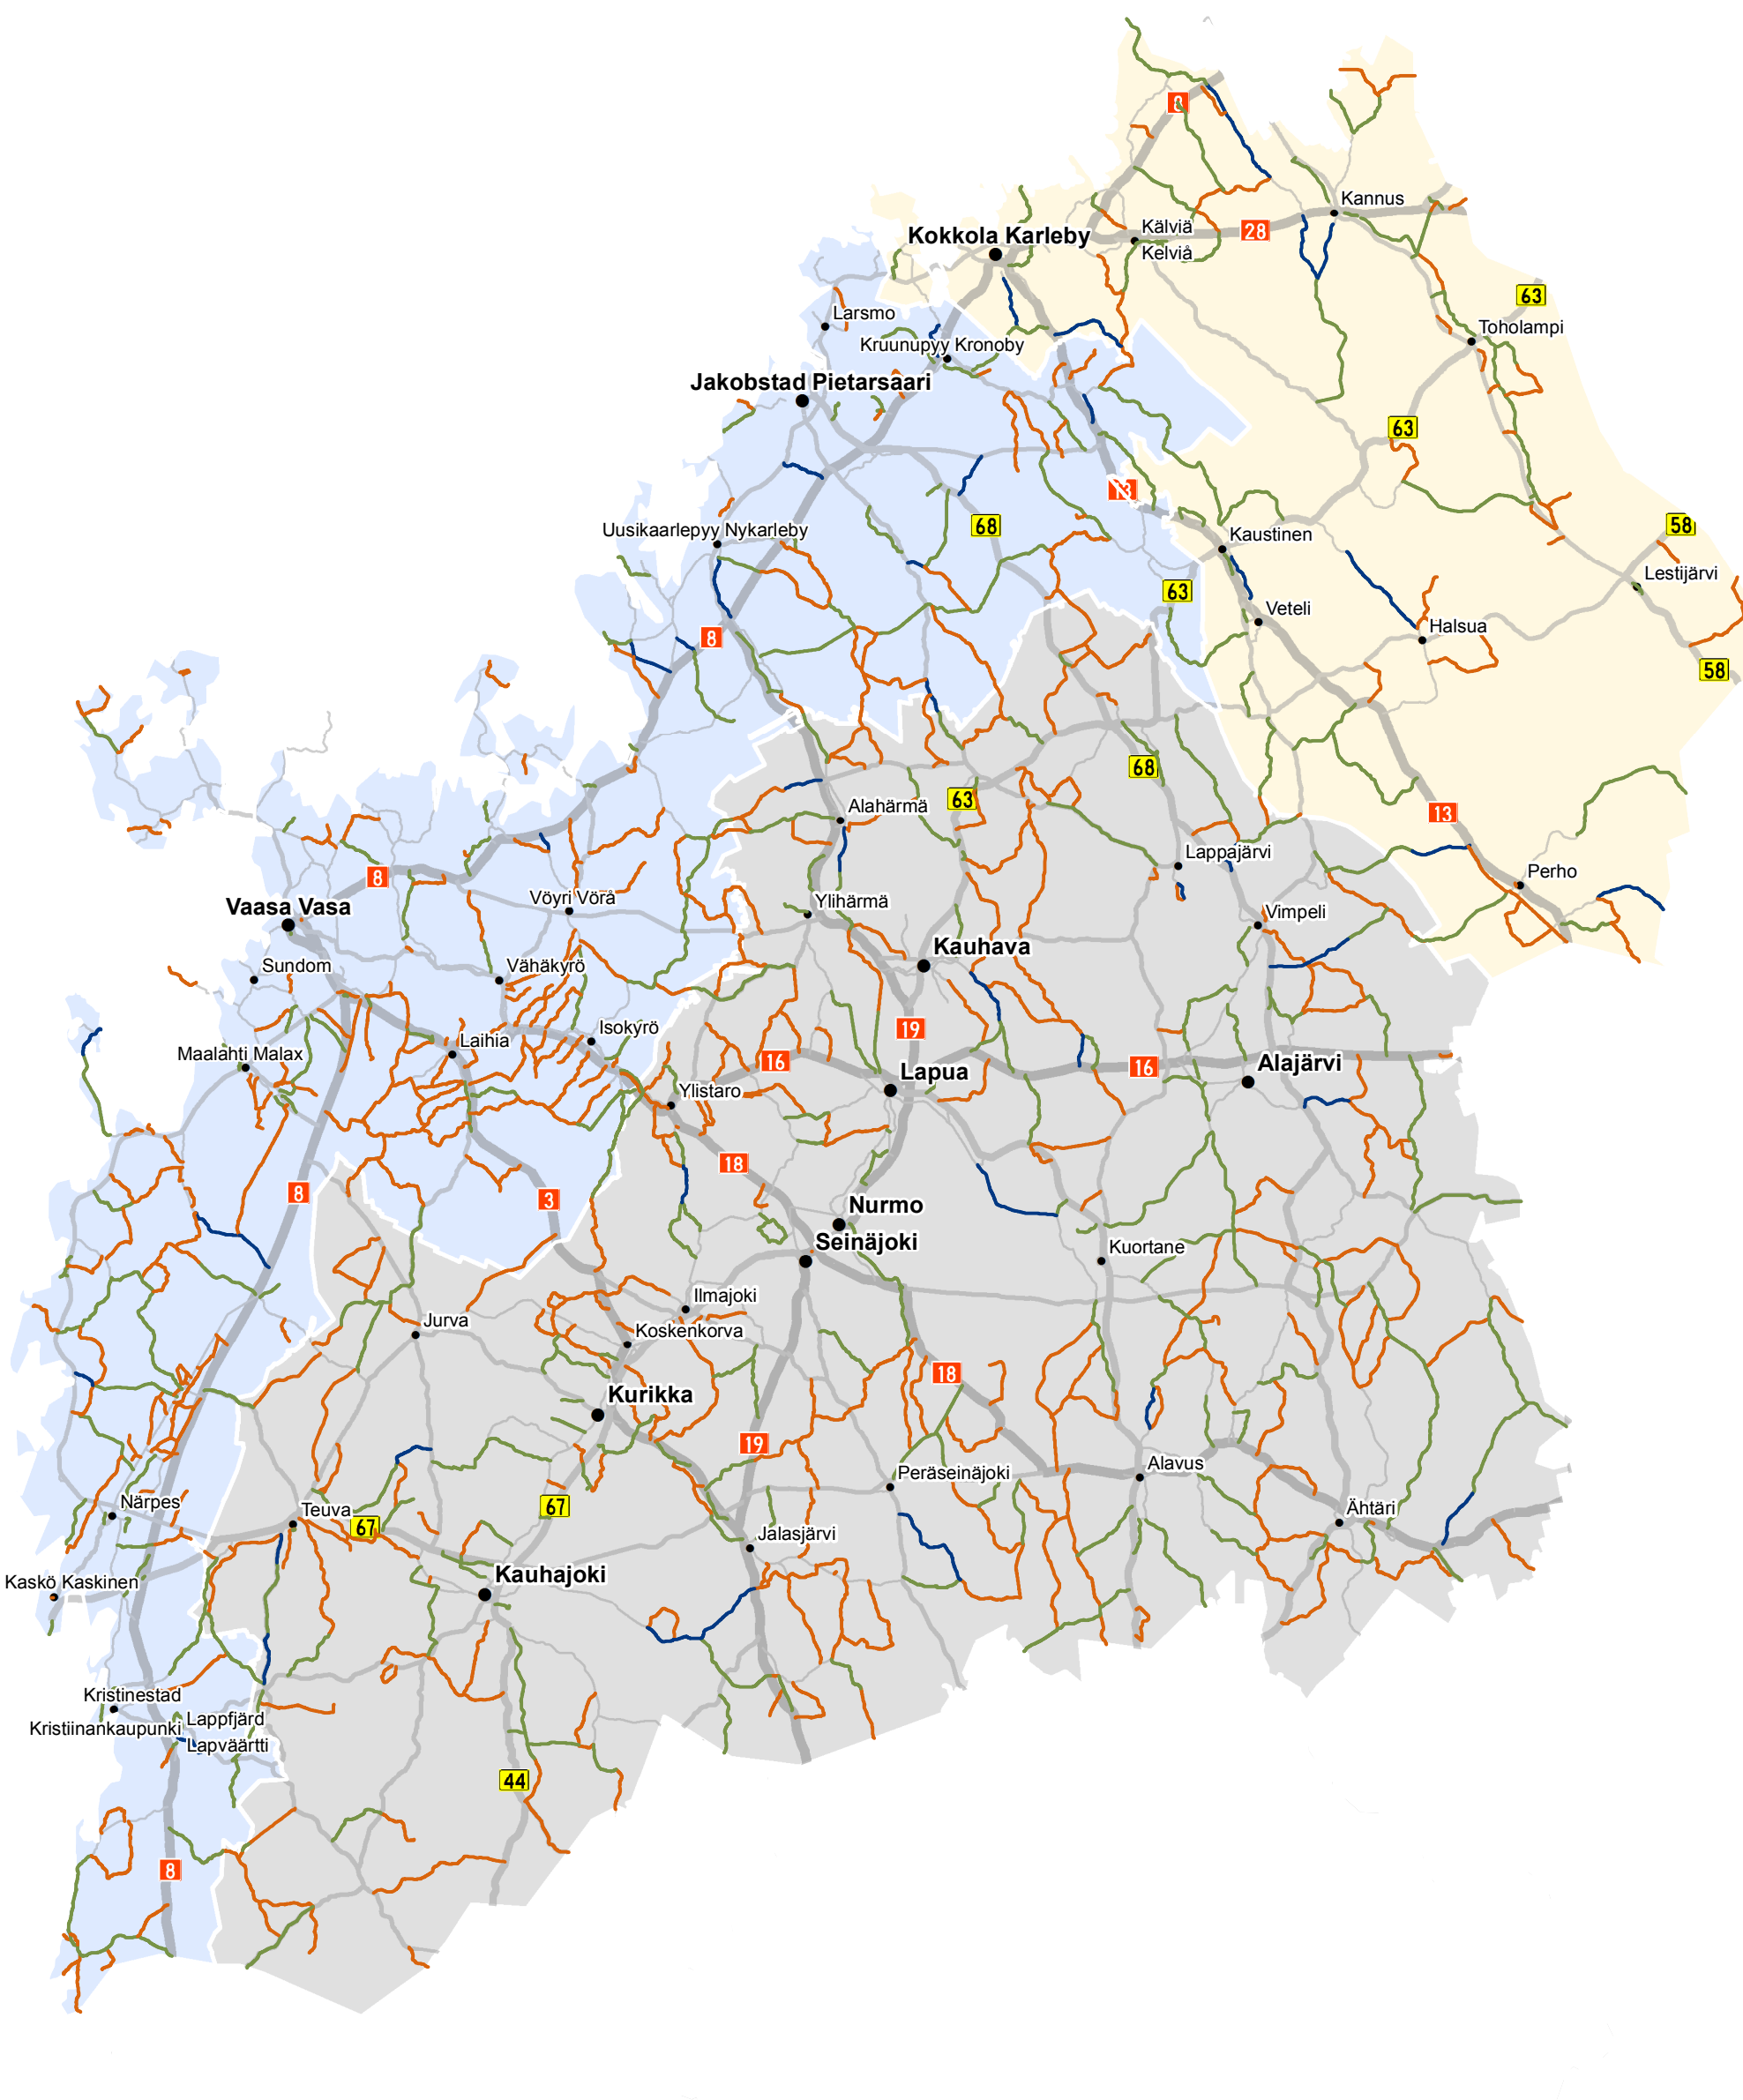 8
Kannus
Kälviä
Kelviå
28
Kokkola Karleby
63
Larsmo
Toholampi
Kruunupyy Kronoby
Jakobstad Pietarsaari
63
13
68
58
Uusikaarlepyy Nykarleby
Kaustinen
Lestijärvi
63
Veteli
Halsua
8
58
68
63
Alahärmä
13
Lappajärvi
8
Perho
Vöyri Vörå
Ylihärmä
Vaasa Vasa
Vimpeli
Kauhava
Sundom
Vähäkyrö
Isokyrö
19
Laihia
Maalahti Malax
16
16
Alajärvi
Lapua
Ylistaro
18
8
3
Nurmo
Seinäjoki
Kuortane
Ilmajoki
Jurva
Koskenkorva
18
Kurikka
19
Alavus
Peräseinäjoki
Närpes
67
Ähtäri
Teuva
67
Jalasjärvi
Kauhajoki
Kaskö Kaskinen
Kristinestad
Kristiinankaupunki
Lappfjärd
Lapväärtti
44
8